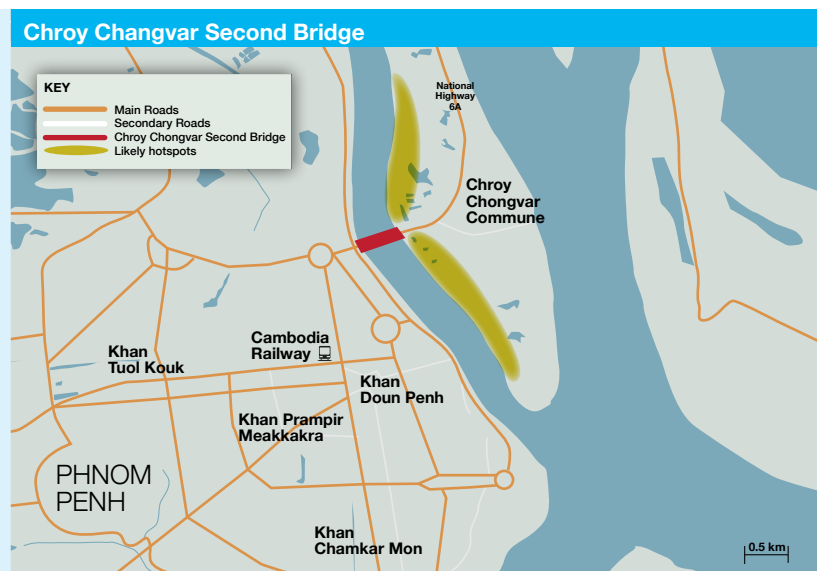 Chroy Changvar Second Bridge
KEY
Main Roads
Secondary Roads
Chroy Chongvar Second Bridge
Likely hotspots
National
Highway
6A
Chroy
Chongvar
Commune
Cambodia
Railway
Khan
Tuol Kouk
Khan
Doun Penh
Khan Prampir
Meakkakra
PHNOM
PENH
Khan
Chamkar Mon
0.5 km